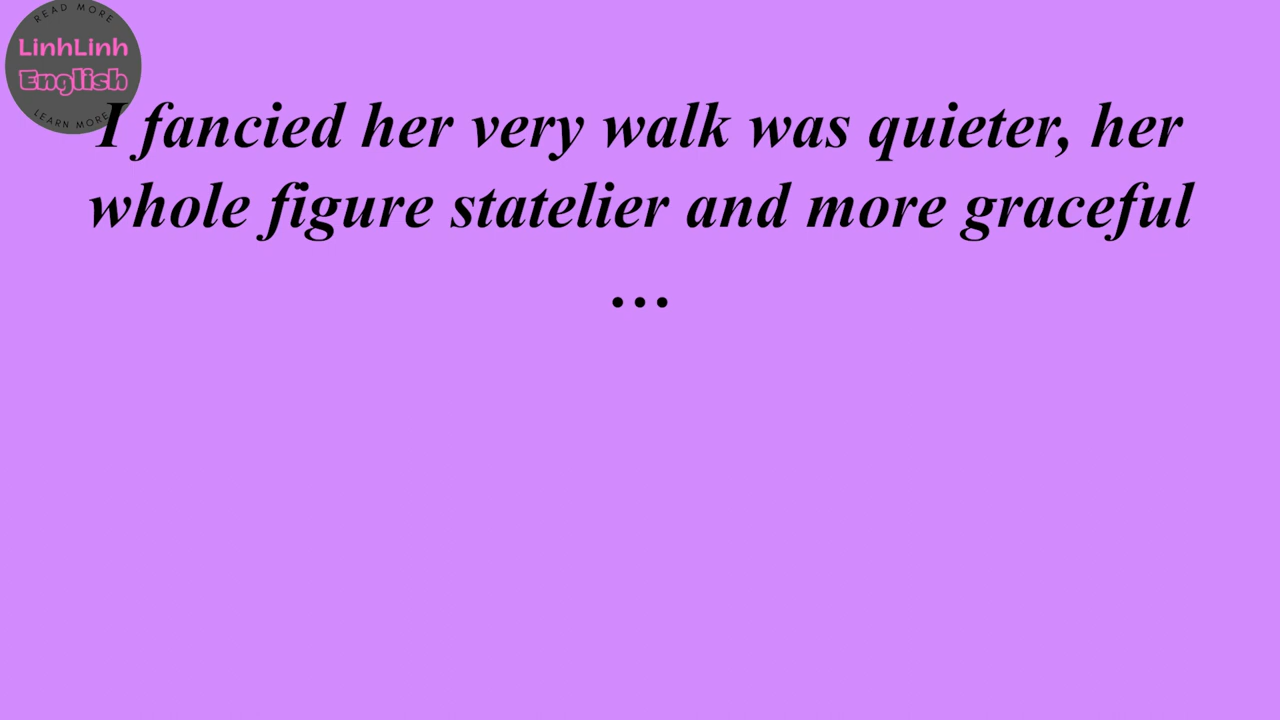 READ MORE
LinhLinh
English
LEARN MORE
I fancied her very walk was quieter, her
whole figure statelier and more graceful
...